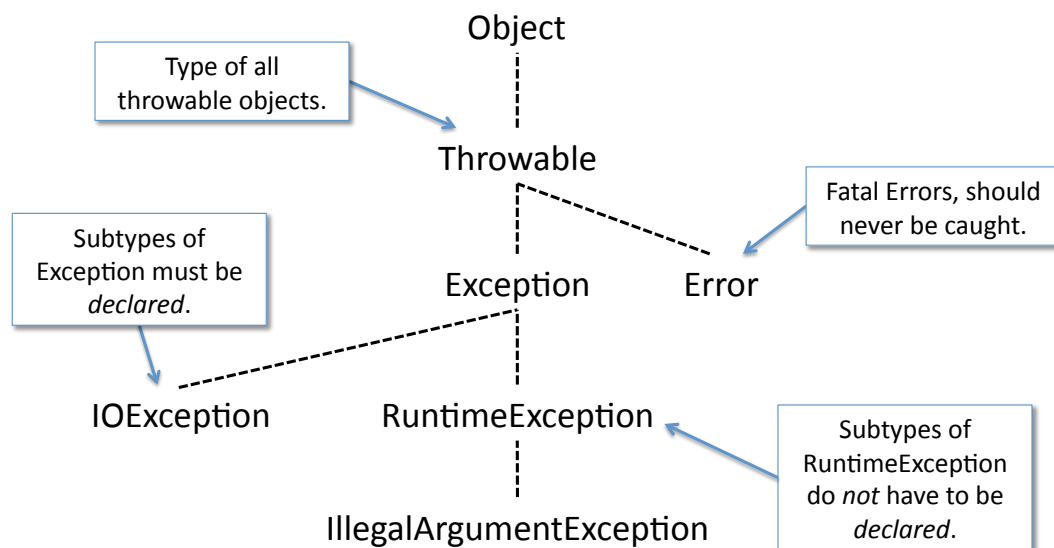 Object
Type of all
throwable objects.
Throwable
Fatal Errors, should
never be caught.
Subtypes of
Exception must be
declared.
Exception
Error
IOException
RuntimeException
Subtypes of
RuntimeException
do not have to be
declared.
IllegalArgumentException